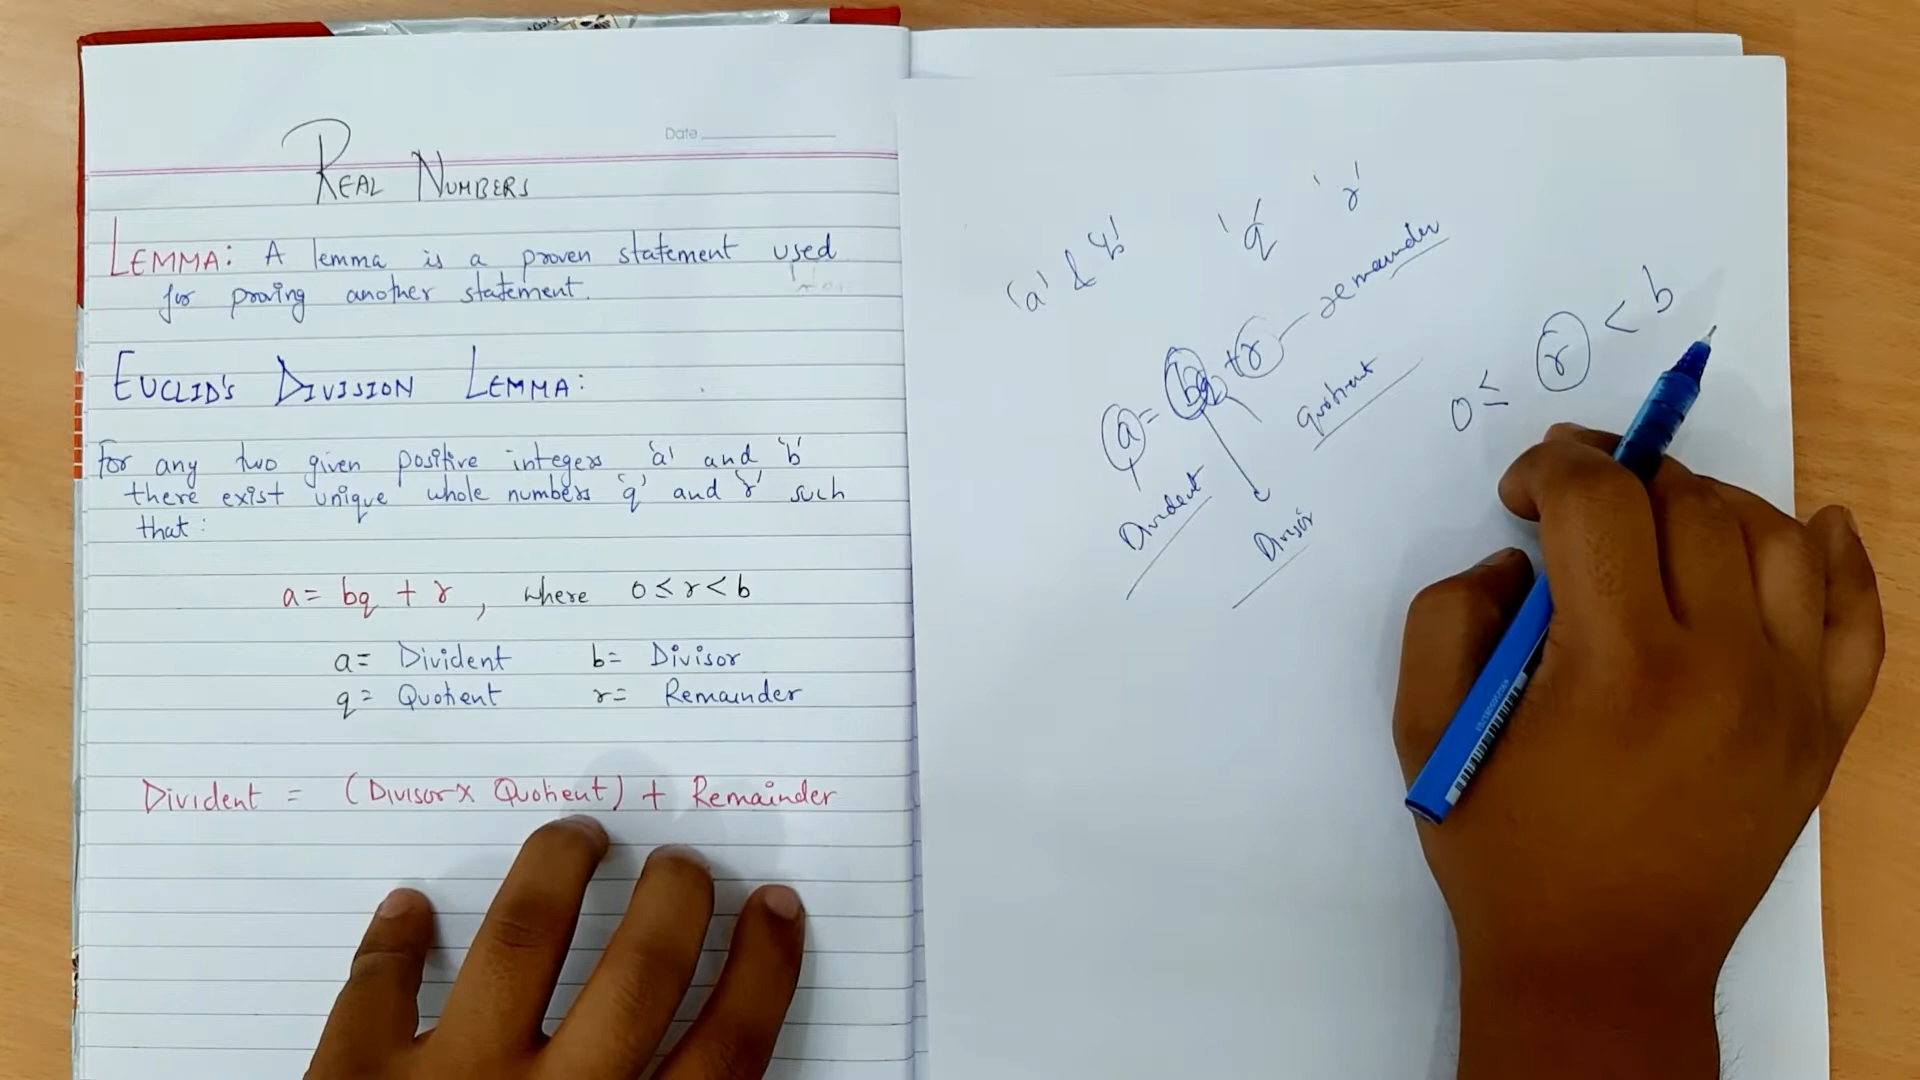 Date
REAL NUMBERS
LEMMA: A lemma is a proven statement used
for proving another statement.
EUCLID'S DIVISION LEMMA:
For any two given positive integers 'a' and 'b'
there exist unique whole numbers 'q' and 'r' such
that:
a = bq + r, where 0 ≤ r < b
a = Divident b = Divisor
q = Quotient r = Remainder
Divident = (Divisor x Quotient) + Remainder
'a' & 'b' 'q' 'r'
a = bq + r remainder
Quotient
Divident
Divisor
0 ≤ r < b